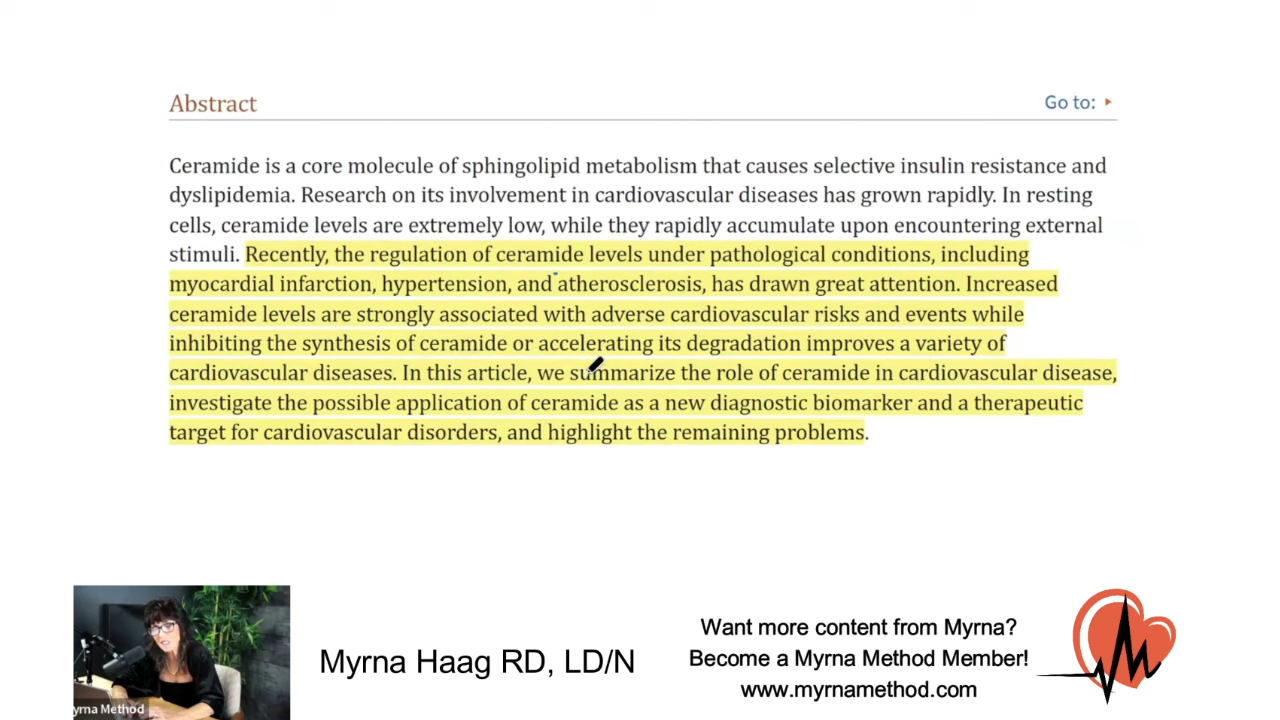 Abstract
Go to:
Ceramide is a core molecule of sphingolipid metabolism that causes selective insulin resistance and
dyslipidemia. Research on its involvement in cardiovascular diseases has grown rapidly. In resting
cells, ceramide levels are extremely low, while they rapidly accumulate upon encountering external
stimuli. Recently, the regulation of ceramide levels under pathological conditions, including
myocardial infarction, hypertension, and atherosclerosis, has drawn great attention. Increased
ceramide levels are strongly associated with adverse cardiovascular risks and events while
inhibiting the synthesis of ceramide or accelerating its degradation improves a variety of
cardiovascular diseases. In this article, we summarize the role of ceramide in cardiovascular disease,
investigate the possible application of ceramide as a new diagnostic biomarker and a therapeutic
target for cardiovascular disorders, and highlight the remaining problems.
yrna Method
Myrna Haag RD, LD/N
Want more content from Myrna?
Become a Myrna Method Member!
www.myrnamethod.com
M